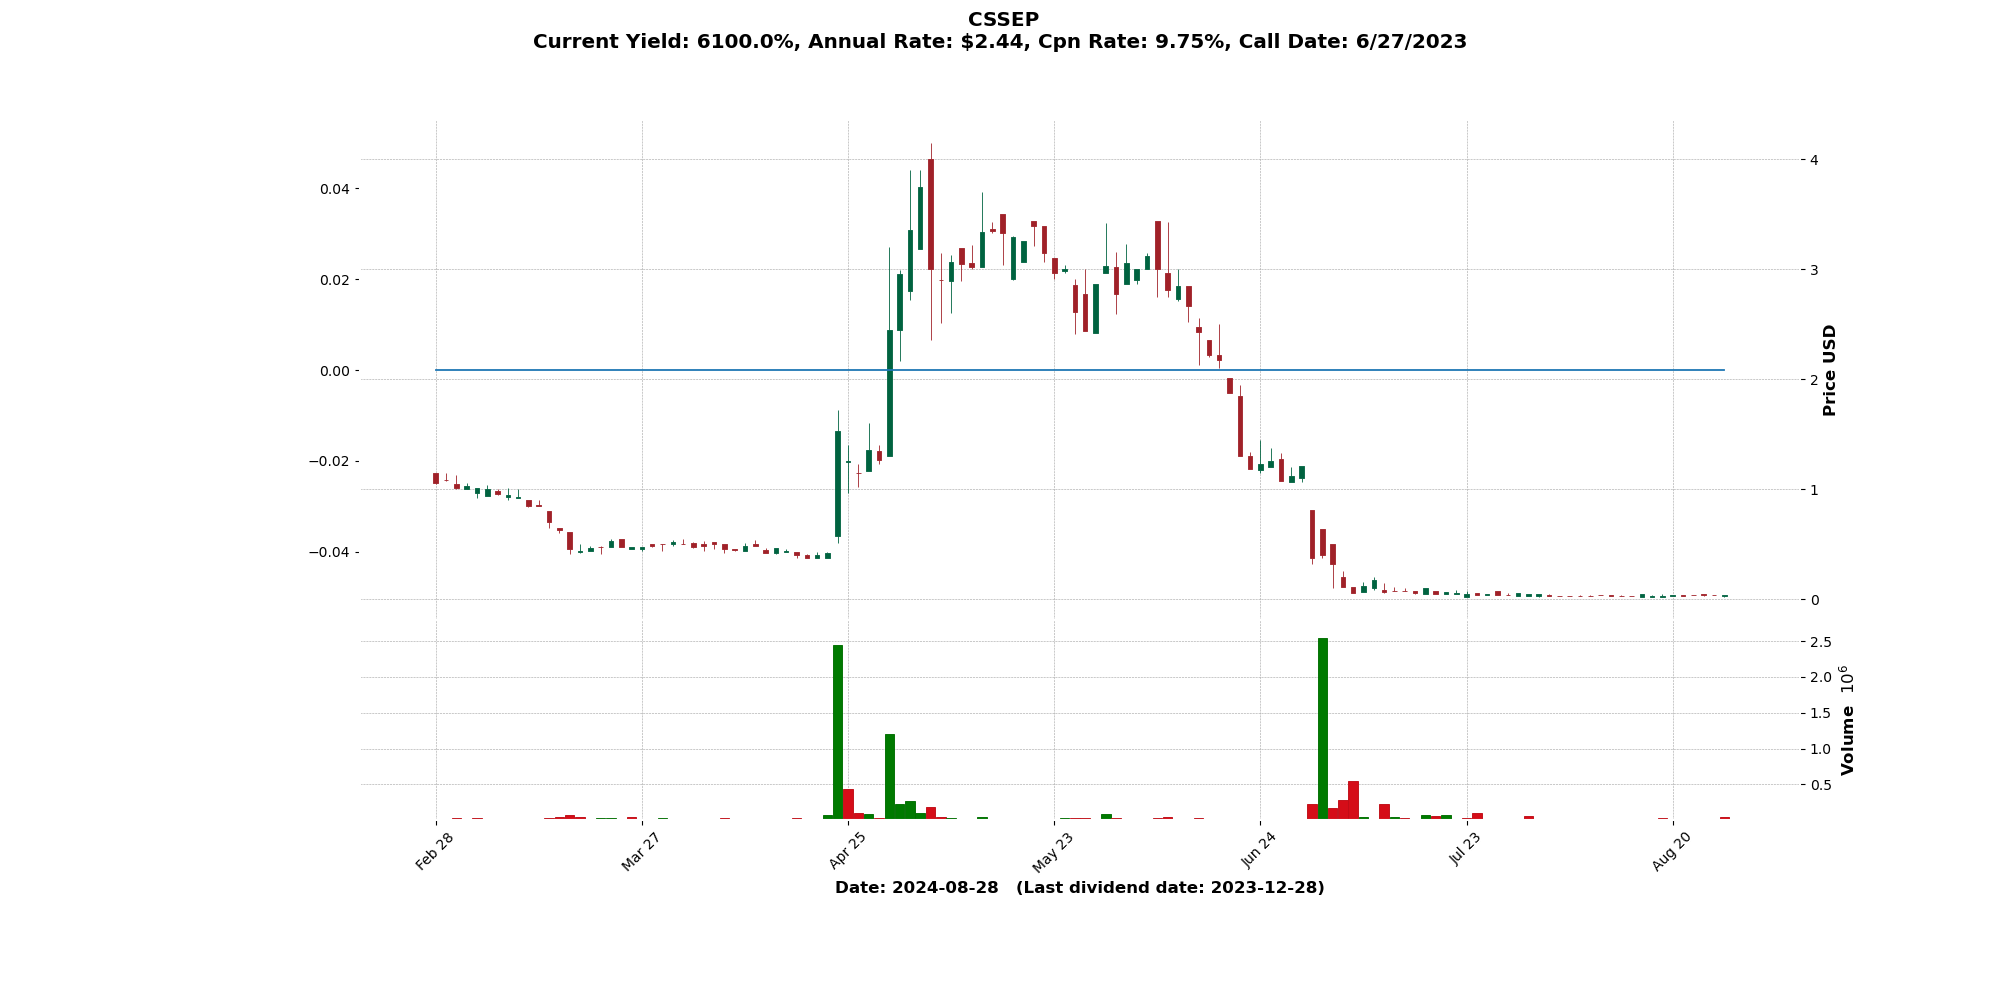 CSSEP
Current Yield: 6100.0%, Annual Rate: $2.44, Cpn Rate: 9.75%, Call Date: 6/27/2023
0.04
0.02
0.00
−0.02
−0.04
4
3
2
1
0
Price USD
2.5
2.0
1.5
1.0
0.5
Volume 10⁶
Feb 28
Mar 27
Apr 25
May 23
Jun 24
Jul 23
Aug 20
Date: 2024-08-28 (Last dividend date: 2023-12-28)